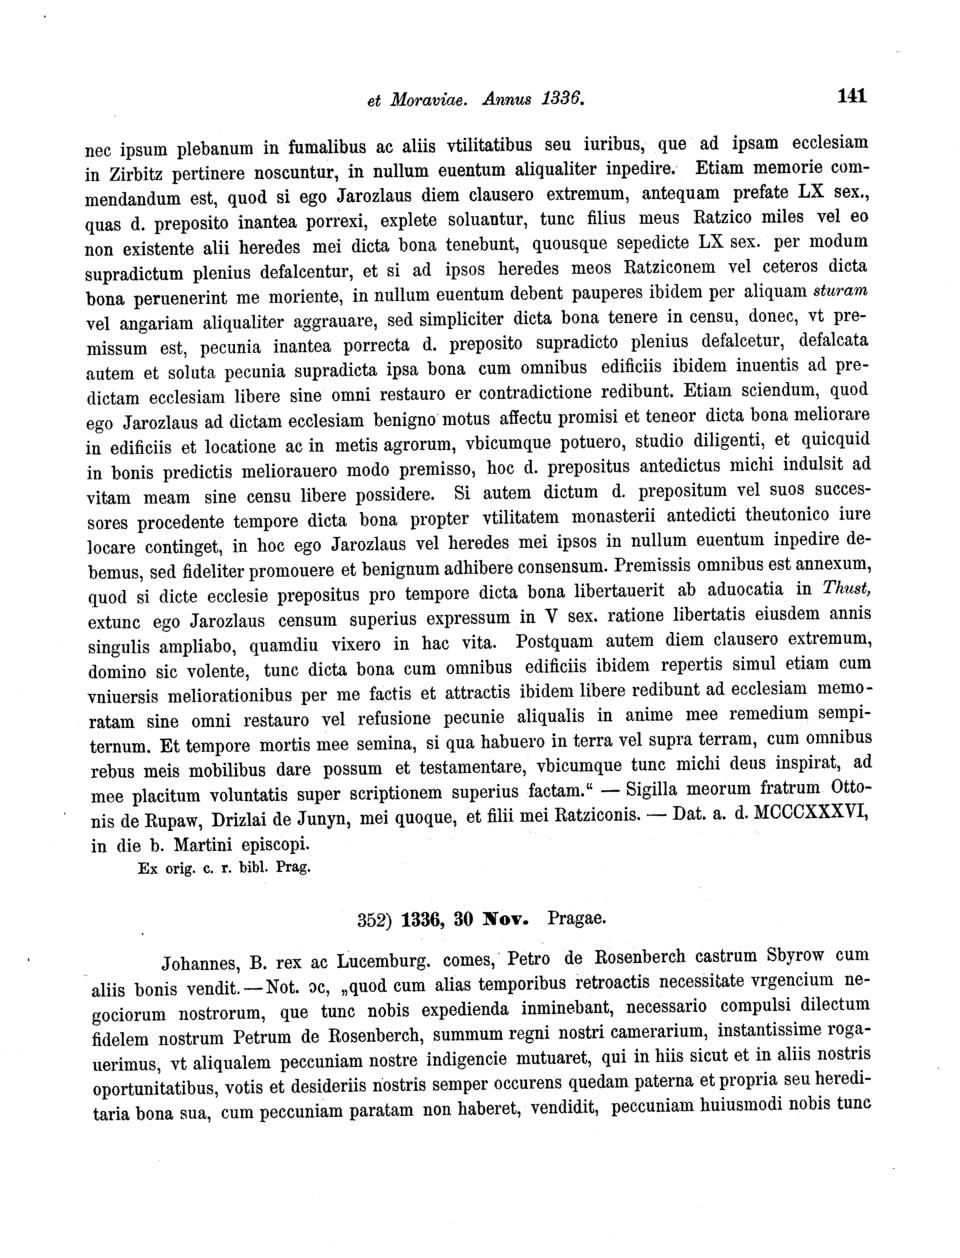 et Moraviae. Annus 1336. 141
nec ipsum plebanum in fumalibus ac aliis vtilitatibus seu iuribus, que ad ipsam ecclesiam
in Zirbitz pertinere noscuntur, in nullum euentum aliqualiter inpedire. Etiam memorie com-
mendandum est, quod si ego Jarozlaus diem clausero extremum, antequam prefate LX sex.,
quas d. preposito inantea porrexi, explete soluantur, tunc filius meus Ratzico miles vel eo
non existente alii heredes mei dicta bona tenebunt, quousque sepedicte LX sex. per modum
supradictum plenius defalcentur, et si ad ipsos heredes meos Ratziconem vel ceteros dicta
bona peruenerint me moriente, in nullum euentum debent pauperes ibidem per aliquam sturam
vel angariam aliqualiter aggrauare, sed simpliciter dicta bona tenere in censu, donec, vt pre-
missum est, pecunia inantea porrecta d. preposito supradicto plenius defalcetur, defalcata
autem et soluta pecunia supradicta ipsa bona cum omnibus edificiis ibidem inuentis ad pre-
dictam ecclesiam libere sine omni restauro er contradictione redibunt. Etiam sciendum, quod
ego Jarozlaus ad dictam ecclesiam benigno motus affectu promisi et teneor dicta bona meliorare
in edificiis et locatione ac in metis agrorum, vbicumque potuero, studio diligenti, et quicquid
in bonis predictis meliorauero modo premisso, hoc d. prepositus antedictus michi indulsit ad
vitam meam sine censu libere possidere. Si autem dictum d. prepositum vel suos succes-
sores procedente tempore dicta bona propter vtilitatem monasterii antedicti theutonico iure
locare continget, in hoc ego Jarozlaus vel heredes mei ipsos in nullum euentum inpedire de-
bemus, sed fideliter promouere et benignum adhibere consensum. Premissis omnibus est annexum,
quod si dicte ecclesie prepositus pro tempore dicta bona libertauerit ab aduocatia in Thust,
extunc ego Jarozlaus censum superius expressum in V sex. ratione libertatis eiusdem annis
singulis ampliabo, quamdiu vixero in hac vita. Postquam autem diem clausero extremum,
domino sic volente, tunc dicta bona cum omnibus edificiis ibidem repertis simul etiam cum
vniuersis meliorationibus per me factis et attractis ibidem libere redibunt ad ecclesiam memo-
ratam sine omni restauro vel refusione pecunie aliqualis in anime mee remedium sempi-
ternum. Et tempore mortis mee semina, si qua habuero in terra vel supra terram, cum omnibus
rebus meis mobilibus dare possum et testamentare, vbicumque tunc michi deus inspirat, ad
mee placitum voluntatis super scriptionem superius factam.“ — Sigilla meorum fratrum Otto-
nis de Rupaw, Drizlai de Junyn, mei quoque, et filii mei Ratziconis. — Dat. a. d. MCCCXXXVI,
in die b. Martini episcopi.
Ex orig. c. r. bibl. Prag.
352) 1336, 30 Nov. Pragae.
Johannes, B. rex ac Lucemburg. comes, Petro de Rosenberch castrum Sbyrow cum
aliis bonis vendit. — Not. ɔc, „quod cum alias temporibus retroactis necessitate vrgencium ne-
gociorum nostrorum, que tunc nobis expedienda inminebant, necessario compulsi dilectum
fidelem nostrum Petrum de Rosenberch, summum regni nostri camerarium, instantissime roga-
uerimus, vt aliqualem peccuniam nostre indigencie mutuaret, qui in hiis sicut et in aliis nostris
oportunitatibus, votis et desideriis nostris semper occurens quedam paterna et propria seu heredi-
taria bona sua, cum peccuniam paratam non haberet, vendidit, peccuniam huiusmodi nobis tunc